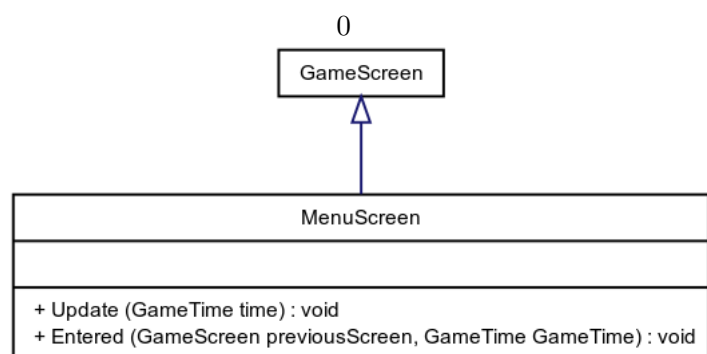 0
GameScreen
MenuScreen
+ Update (GameTime time) : void
+ Entered (GameScreen previousScreen, GameTime GameTime) : void